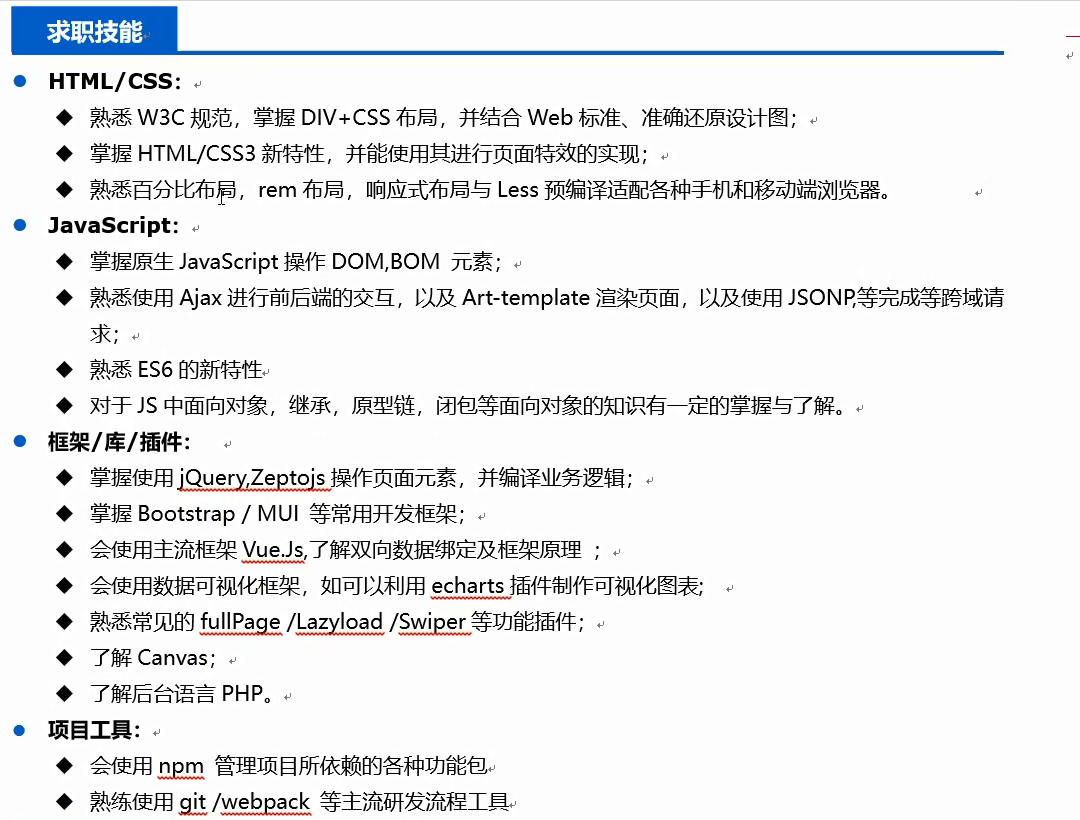 求职技能
HTML/CSS：
熟悉 W3C 规范，掌握 DIV+CSS 布局，并结合 Web 标准、准确还原设计图；
掌握 HTML/CSS3 新特性，并能使用其进行页面特效的实现；
熟悉百分比布局，rem 布局，响应式布局与 Less 预编译适配各种手机和移动端浏览器。
JavaScript：
掌握原生 JavaScript 操作 DOM,BOM 元素；
熟悉使用 Ajax 进行前后端的交互，以及 Art-template 渲染页面，以及使用 JSONP,等完成等跨域请
求；
熟悉 ES6 的新特性
对于 JS 中面向对象，继承，原型链，闭包等面向对象的知识有一定的掌握与了解。
框架/库/插件：
掌握使用 jQuery,Zeptojs 操作页面元素，并编译业务逻辑；
掌握 Bootstrap / MUI 等常用开发框架；
会使用主流框架 Vue.Js,了解双向数据绑定及框架原理 ；
会使用数据可视化框架，如可以利用 echarts 插件制作可视化图表;
熟悉常见的 fullPage /Lazyload /Swiper 等功能插件；
了解 Canvas；
了解后台语言 PHP。
项目工具：
会使用 npm 管理项目所依赖的各种功能包
熟练使用 git /webpack 等主流研发流程工具